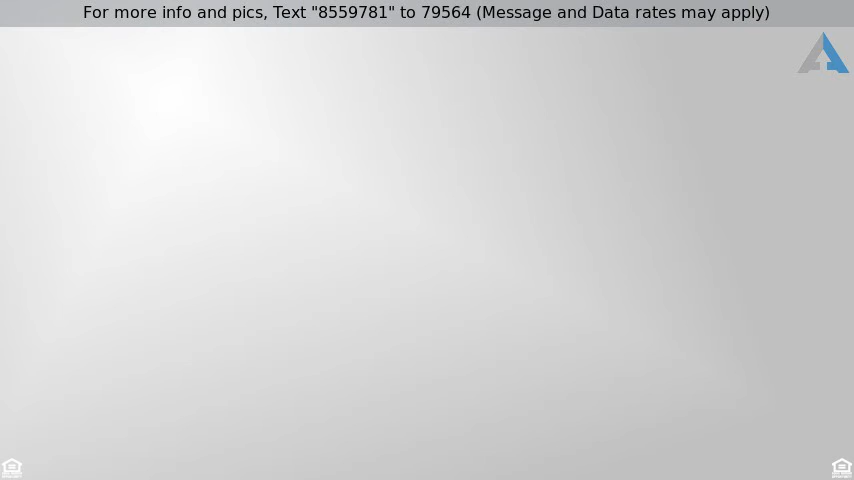 For more info and pics, Text "8559781" to 79564 (Message and Data rates may apply)